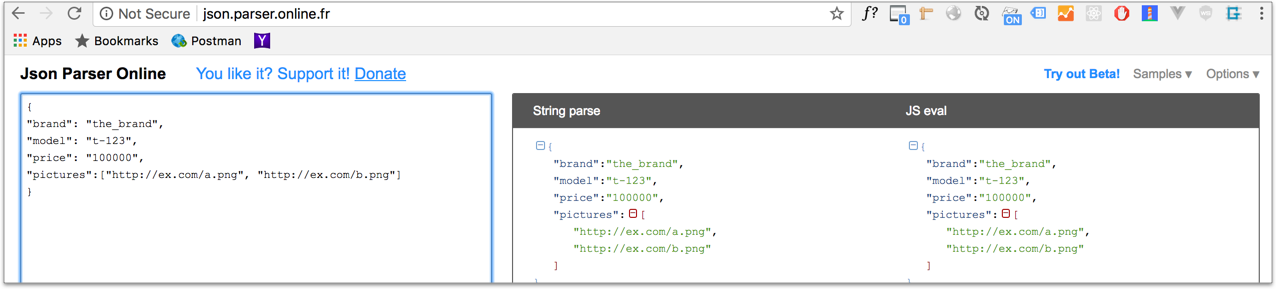 Not Secure | json.parser.online.fr
f?
0
ON
Apps Bookmarks Postman Y
Json Parser Online You like it? Support it! Donate Try out Beta! Samples ▾ Options ▾
{
"brand": "the_brand",
"model": "t-123",
"price": "100000",
"pictures":["http://ex.com/a.png", "http://ex.com/b.png"]
}
String parse
{
"brand":"the_brand",
"model":"t-123",
"price":"100000",
"pictures":[
"http://ex.com/a.png",
"http://ex.com/b.png"
]
JS eval
{
"brand":"the_brand",
"model":"t-123",
"price":"100000",
"pictures":[
"http://ex.com/a.png",
"http://ex.com/b.png"
]